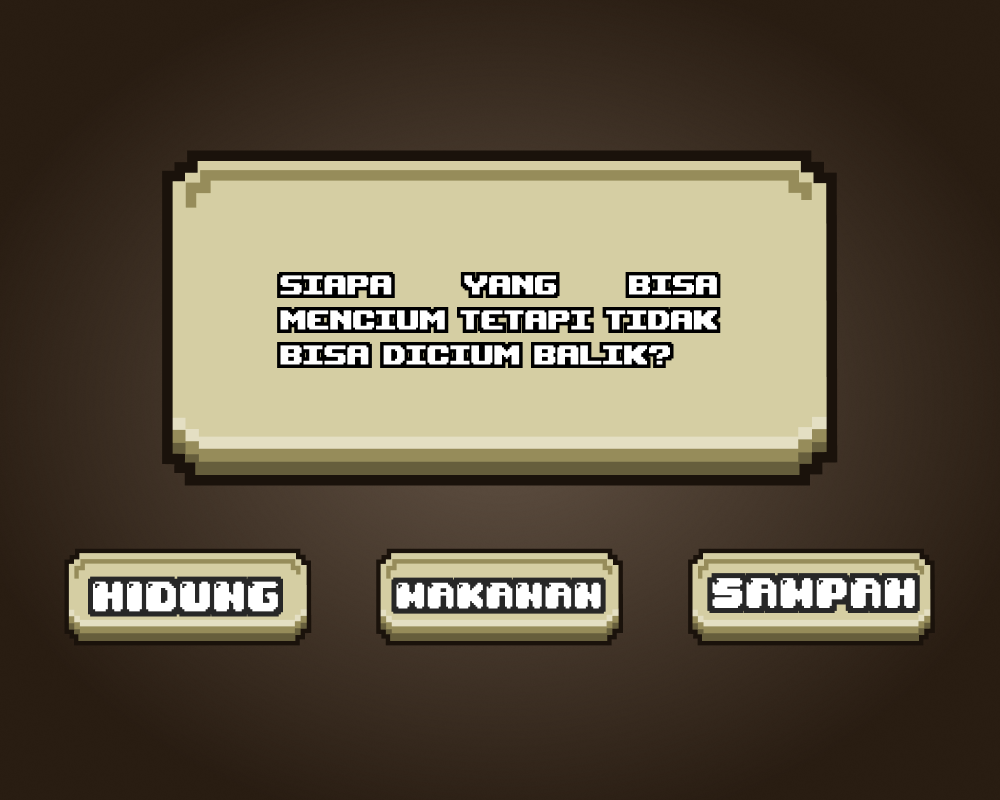 SIAPA YANG BISA
MENCIUM TETAPI TIDAK
BISA DICIUM BALIK?
HIDUNG
MAKANAN
SAMPAH